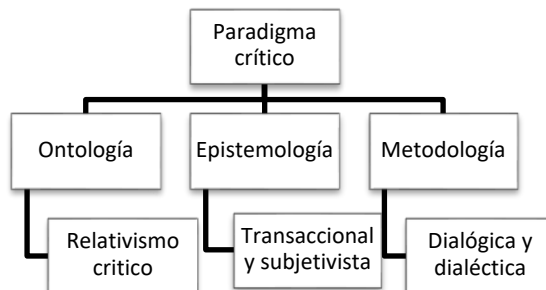 Paradigma
crítico
Ontología
Epistemología
Metodología
Relativismo
critico
Transaccional
y subjetivista
Dialógica y
dialéctica